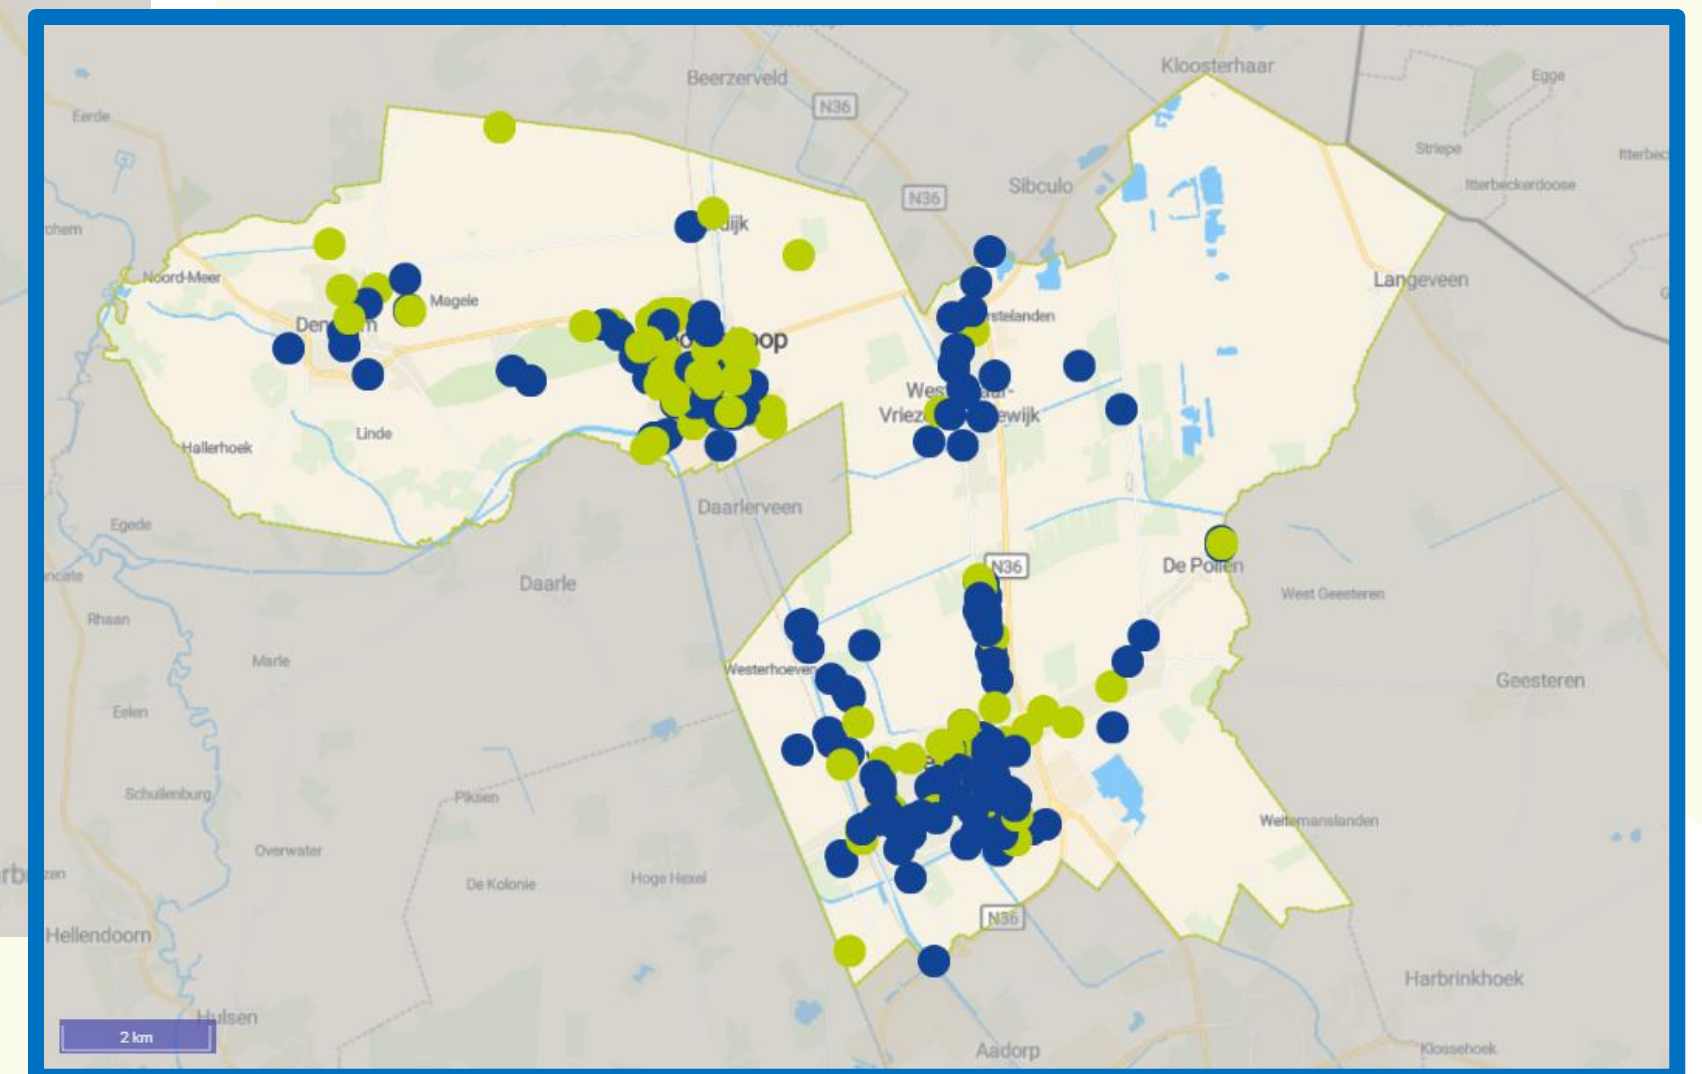 Kloosterhaar
Beerzerveld
Egge
N36
Eerde
Striepe
Itterbeckerdoose
Sibculo
N36
Noord-Meer
Langeveen
Magele
Daarlerveen
Linde
Hallerhoek
Egede
N36
De Pollen
Daarle
West Geesteren
Rhaan
Marle
Westerhoeven
Geesteren
Eelen
Schuilenburg
Piksen
Weitemanslanden
Overwater
De Kolonie
Hoge Hexel
N36
Hellendoorn
Harbrinkhoek
Hulsen
2 km
Aadorp
Klossehoek